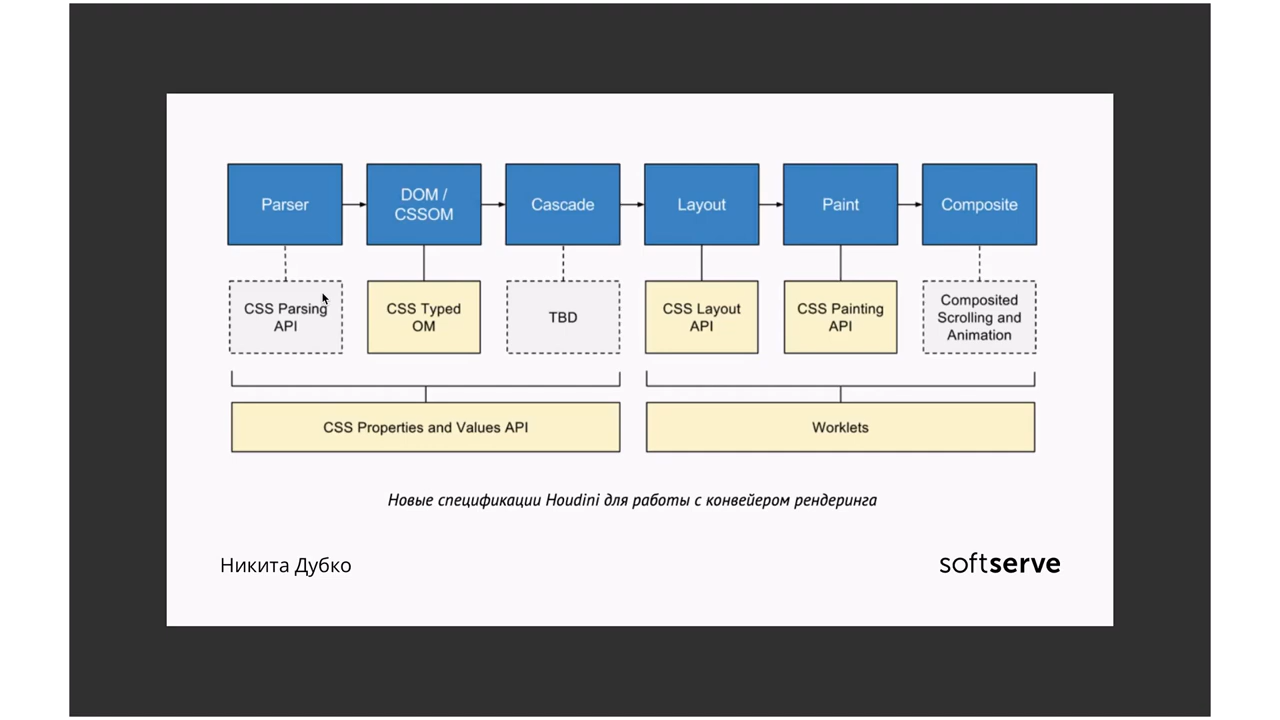 Parser
DOM /
CSSOM
Cascade
Layout
Paint
Composite
CSS Parsing
API
CSS Typed
OM
TBD
CSS Layout
API
CSS Painting
API
Composited
Scrolling and
Animation
CSS Properties and Values API
Worklets
Новые спецификации Houdini для работы с конвейером рендеринга
Никита Дубко
softserve